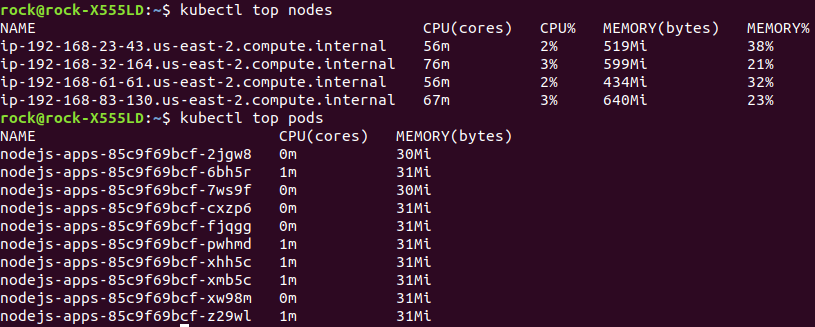 rock@rock-X555LD:~$ kubectl top nodes
NAME CPU(cores) CPU% MEMORY(bytes) MEMORY%
ip-192-168-23-43.us-east-2.compute.internal 56m 2% 519Mi 38%
ip-192-168-32-164.us-east-2.compute.internal 76m 3% 599Mi 21%
ip-192-168-61-61.us-east-2.compute.internal 56m 2% 434Mi 32%
ip-192-168-83-130.us-east-2.compute.internal 67m 3% 640Mi 23%
rock@rock-X555LD:~$ kubectl top pods
NAME CPU(cores) MEMORY(bytes)
nodejs-apps-85c9f69bcf-2jgw8 0m 30Mi
nodejs-apps-85c9f69bcf-6bh5r 1m 31Mi
nodejs-apps-85c9f69bcf-7ws9f 0m 30Mi
nodejs-apps-85c9f69bcf-cxzp6 0m 31Mi
nodejs-apps-85c9f69bcf-fjqgg 0m 31Mi
nodejs-apps-85c9f69bcf-pwhmd 1m 31Mi
nodejs-apps-85c9f69bcf-xhh5c 1m 31Mi
nodejs-apps-85c9f69bcf-xmb5c 1m 31Mi
nodejs-apps-85c9f69bcf-xw98m 0m 31Mi
nodejs-apps-85c9f69bcf-z29wl 1m 31Mi